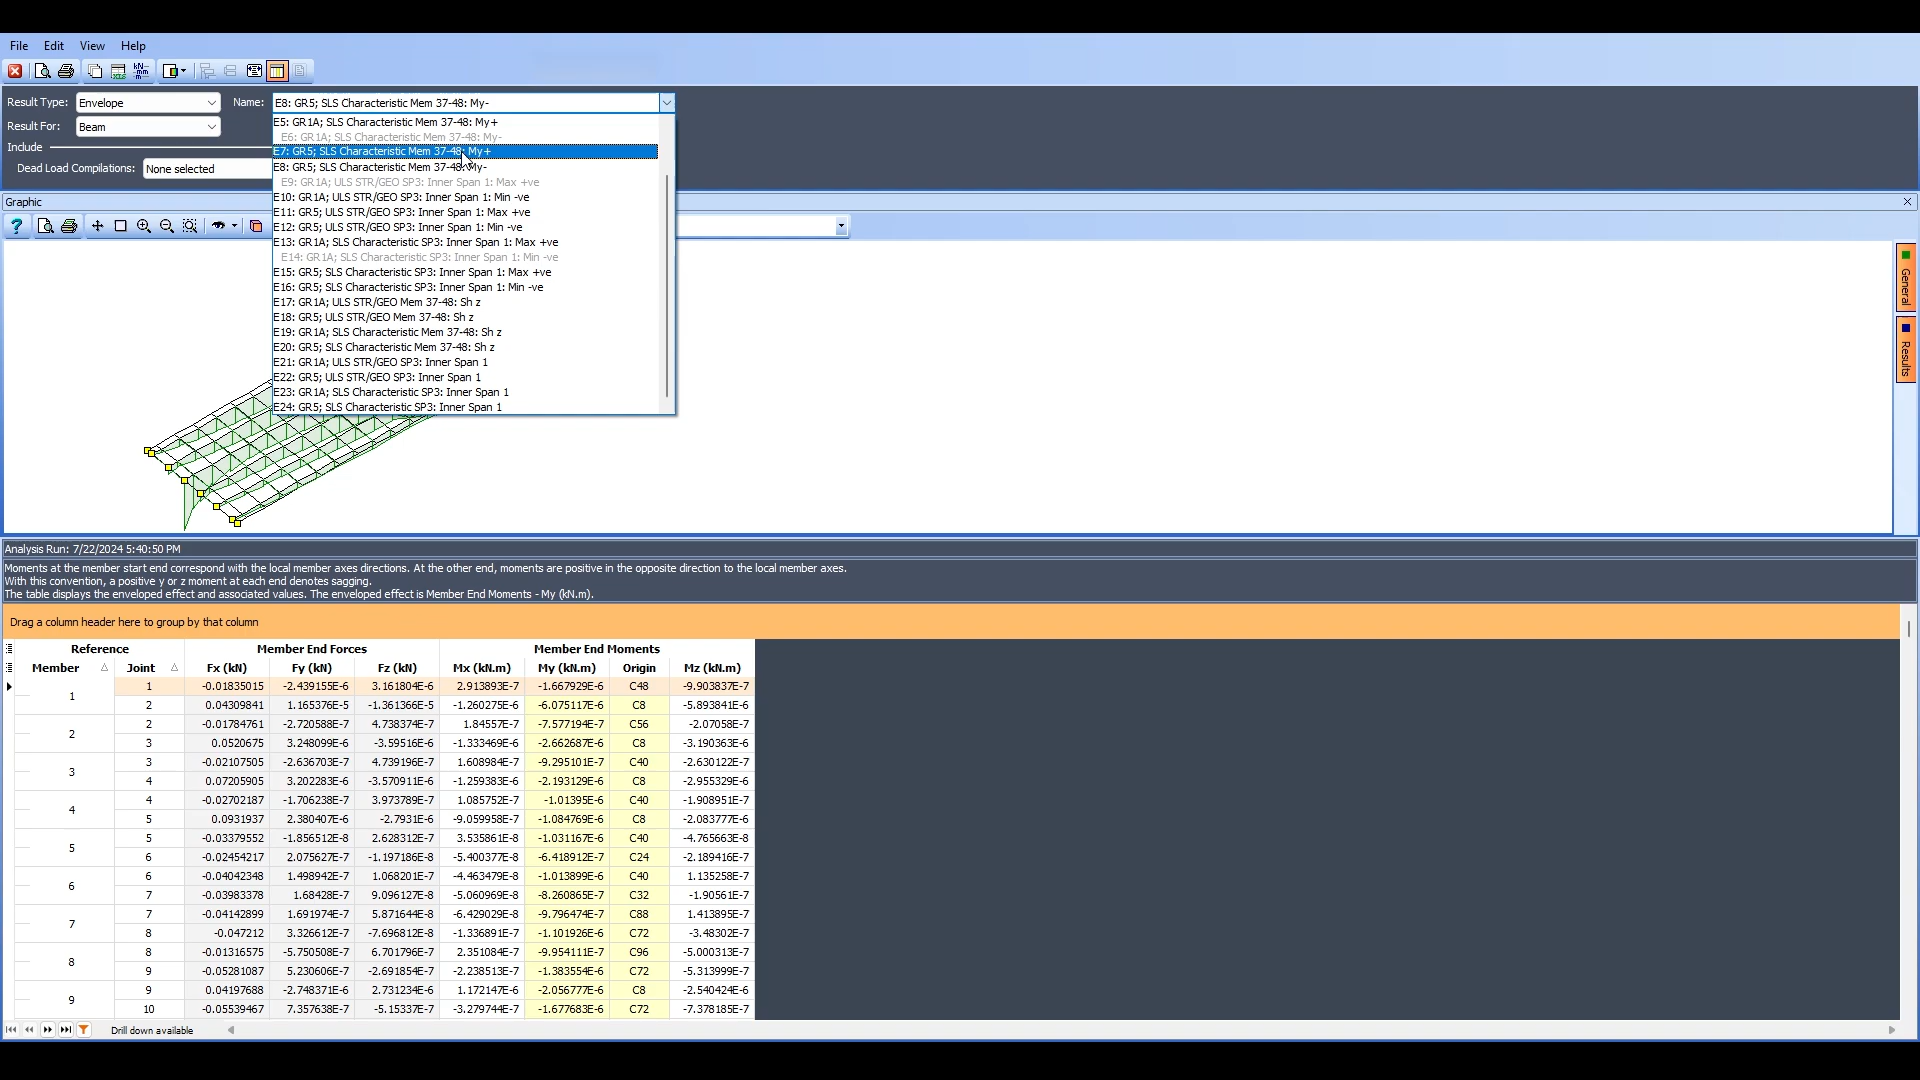 File Edit View Help
Result Type: Envelope Name: E8: GR5; SLS Characteristic Mem 37-48: My-
Result For: Beam
Include
Dead Load Compilations: None selected
E5: GR1A; SLS Characteristic Mem 37-48: My+
E6: GR1A; SLS Characteristic Mem 37-48: My-
E7: GR5; SLS Characteristic Mem 37-48: My+
E8: GR5; SLS Characteristic Mem 37-48: My-
E9: GR1A; ULS STR/GEO SP3: Inner Span 1: Max +ve
E10: GR1A; ULS STR/GEO SP3: Inner Span 1: Min -ve
E11: GR5; ULS STR/GEO SP3: Inner Span 1: Max +ve
E12: GR5; ULS STR/GEO SP3: Inner Span 1: Min -ve
E13: GR1A; SLS Characteristic SP3: Inner Span 1: Max +ve
E14: GR1A; SLS Characteristic SP3: Inner Span 1: Min -ve
E15: GR5; SLS Characteristic SP3: Inner Span 1: Max +ve
E16: GR5; SLS Characteristic SP3: Inner Span 1: Min -ve
E17: GR1A; ULS STR/GEO Mem 37-48: Sh z
E18: GR5; ULS STR/GEO Mem 37-48: Sh z
E19: GR1A; SLS Characteristic Mem 37-48: Sh z
E20: GR5; SLS Characteristic Mem 37-48: Sh z
E21: GR1A; ULS STR/GEO SP3: Inner Span 1
E22: GR5; ULS STR/GEO SP3: Inner Span 1
E23: GR1A; SLS Characteristic SP3: Inner Span 1
E24: GR5; SLS Characteristic SP3: Inner Span 1
Graphic
General
Results
Analysis Run: 7/22/2024 5:40:50 PM
Moments at the member start end correspond with the local member axes directions. At the other end, moments are positive in the opposite direction to the local member axes.
With this convention, a positive y or z moment at each end denotes sagging.
The table displays the enveloped effect and associated values. The enveloped effect is Member End Moments - My (kN.m).
Drag a column header here to group by that column
Reference Member End Forces Member End Moments
Member Joint Fx (kN) Fy (kN) Fz (kN) Mx (kN.m) My (kN.m) Origin Mz (kN.m)
1 1 -0.01835015 -2.439155E-6 3.161804E-6 2.913893E-7 -1.667929E-6 C48 -9.903837E-7
2 0.04309841 1.165376E-5 -1.361366E-5 -1.260275E-6 -6.075117E-6 C8 -5.893841E-6
2 2 -0.01784761 -2.720588E-7 4.738374E-7 1.84557E-7 -7.577194E-7 C56 -2.07058E-7
3 0.0520675 3.248099E-6 -3.59516E-6 -1.333469E-6 -2.662687E-6 C8 -3.190363E-6
3 3 -0.02107505 -2.636703E-7 4.739196E-7 1.608984E-7 -9.295101E-7 C40 -2.630122E-7
4 0.07205905 3.202283E-6 -3.570911E-6 -1.259383E-6 -2.193129E-6 C8 -2.955329E-6
4 4 -0.02702187 -1.706238E-7 3.973789E-7 1.085752E-7 -1.01395E-6 C40 -1.908951E-7
5 0.0931937 2.380407E-6 -2.7931E-6 -9.059958E-7 -1.084769E-6 C8 -2.083777E-6
5 5 -0.03379552 -1.856512E-8 2.628312E-7 3.535861E-8 -1.031167E-6 C40 -4.765663E-8
6 -0.02454217 2.075627E-7 -1.197186E-8 -5.400377E-8 -6.418912E-7 C24 -2.189416E-7
6 6 -0.04042348 1.498942E-7 1.068201E-7 -4.463479E-8 -1.013899E-6 C40 1.135258E-7
7 -0.03983378 1.68428E-7 9.096127E-8 -5.060969E-8 -8.260865E-7 C32 -1.90561E-7
7 7 -0.04142899 1.691974E-7 5.871644E-8 -6.429029E-8 -9.796474E-7 C88 1.413895E-7
8 -0.047212 3.326612E-7 -7.696812E-8 -1.336891E-7 -1.101926E-6 C72 -3.48302E-7
8 8 -0.01316575 -5.750508E-7 6.701796E-7 2.351084E-7 -9.954111E-7 C96 -5.000313E-7
9 -0.05281087 5.230606E-7 -2.691854E-7 -2.238513E-7 -1.383554E-6 C72 -5.313999E-7
9 9 0.04197688 -2.748371E-6 2.731234E-6 1.172147E-6 -2.056777E-6 C8 -2.540424E-6
10 -0.05539467 7.357638E-7 -5.15337E-7 -3.279744E-7 -1.677683E-6 C72 -7.378185E-7
Drill down available